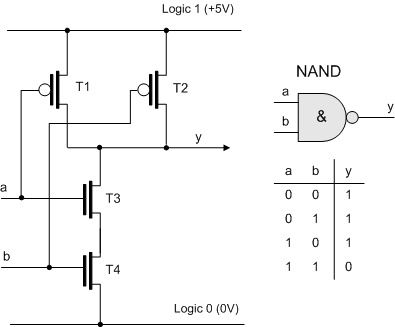 Logic 1 (+5V)
T1
T2
y
a
T3
b
T4
Logic 0 (0V)
NAND
a
b
&
y
a b y
0 0 1
0 1 1
1 0 1
1 1 0